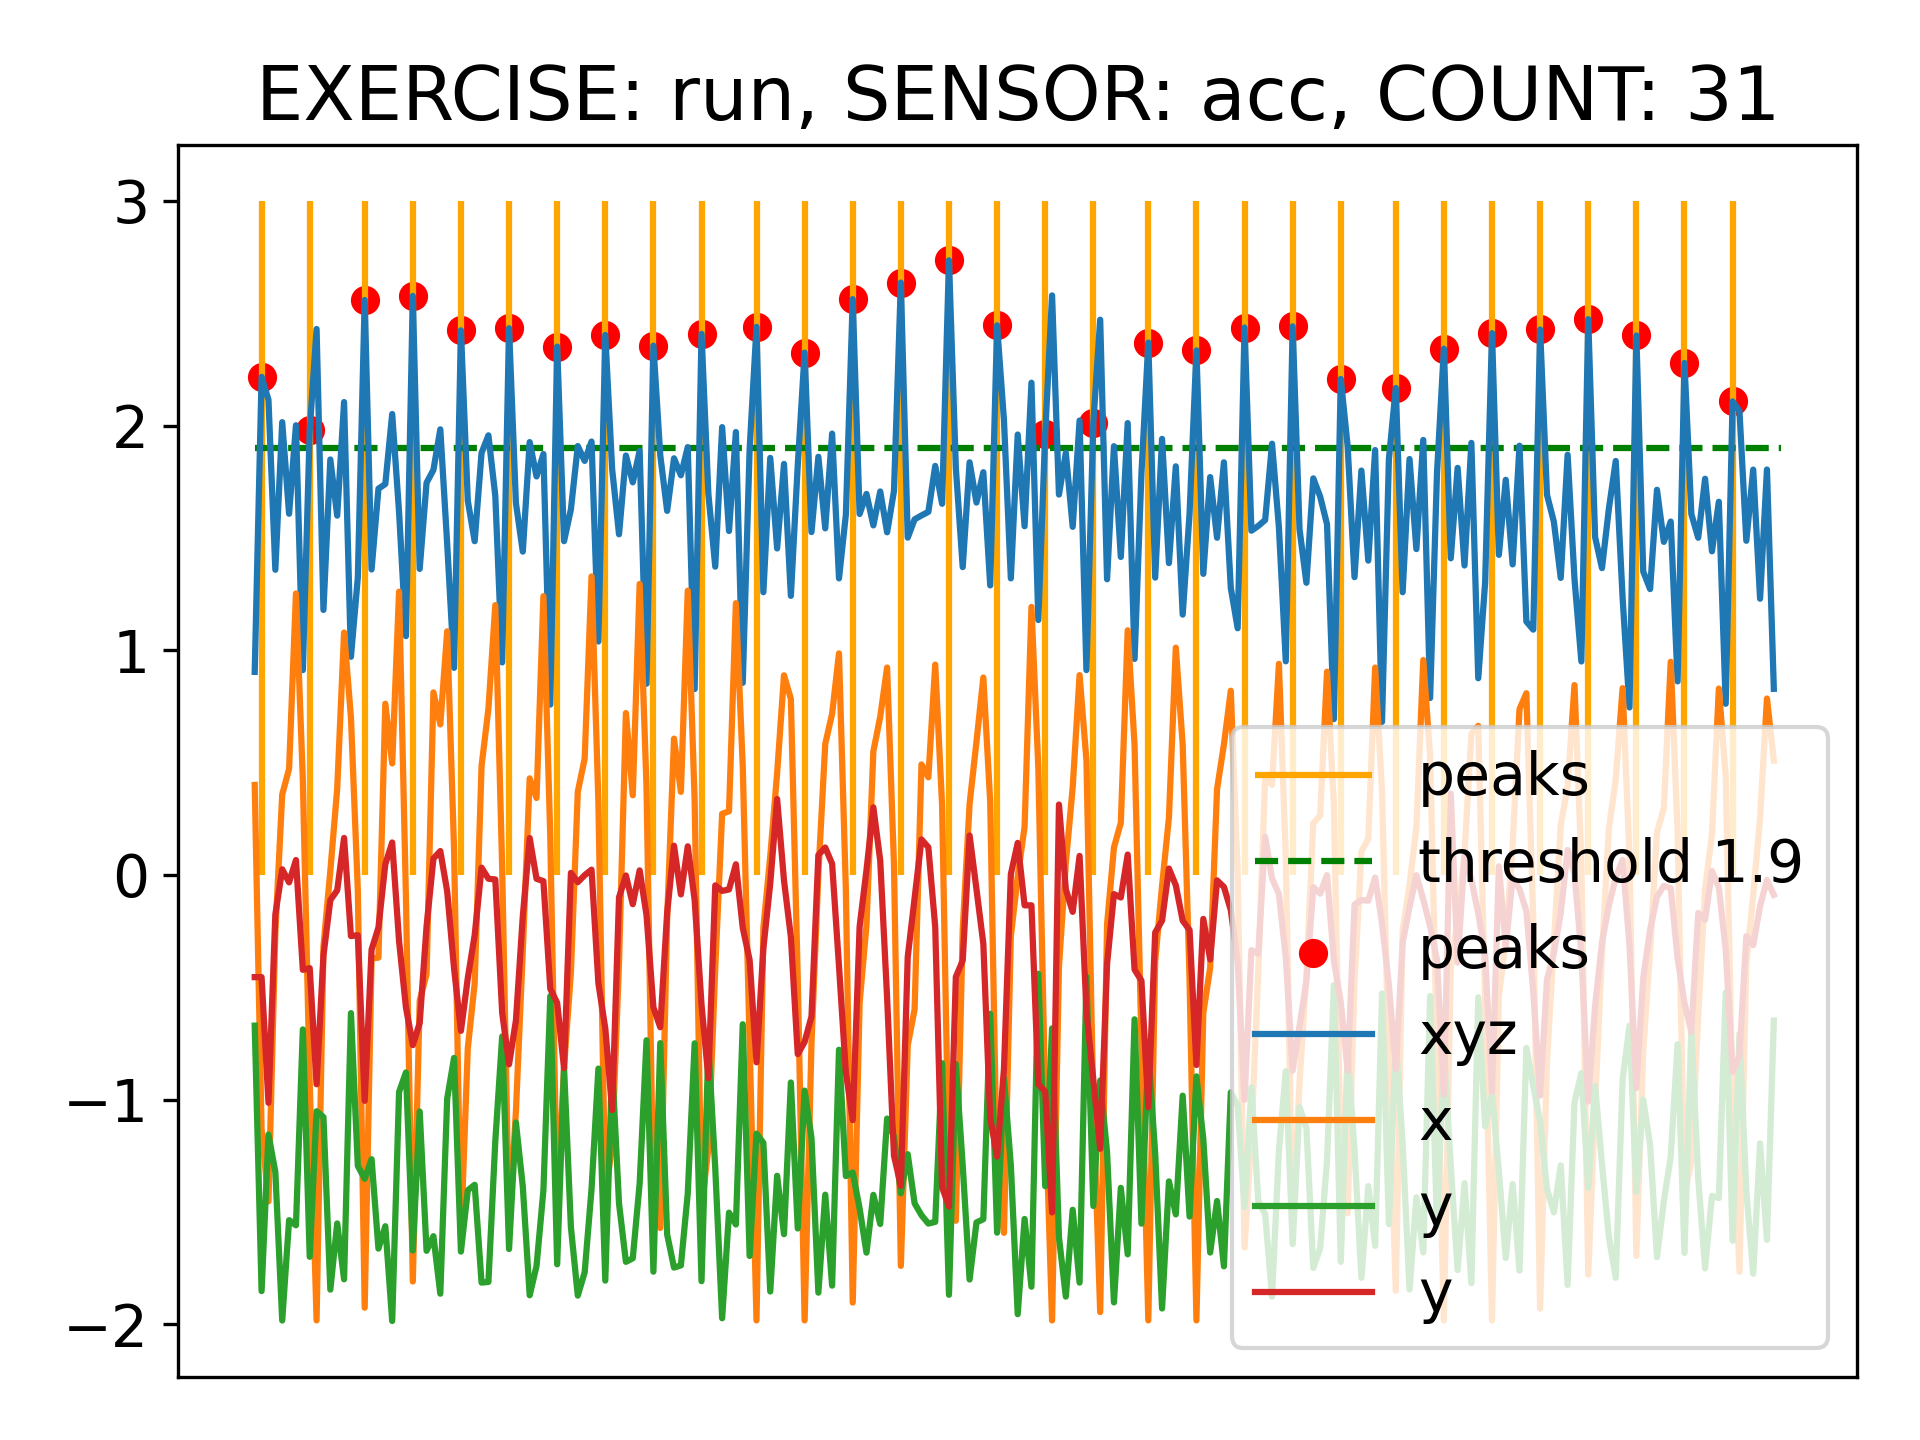 EXERCISE: run, SENSOR: acc, COUNT: 31
3
2
1
0
−1
−2
peaks
threshold 1.9
peaks
xyz
x
y
y